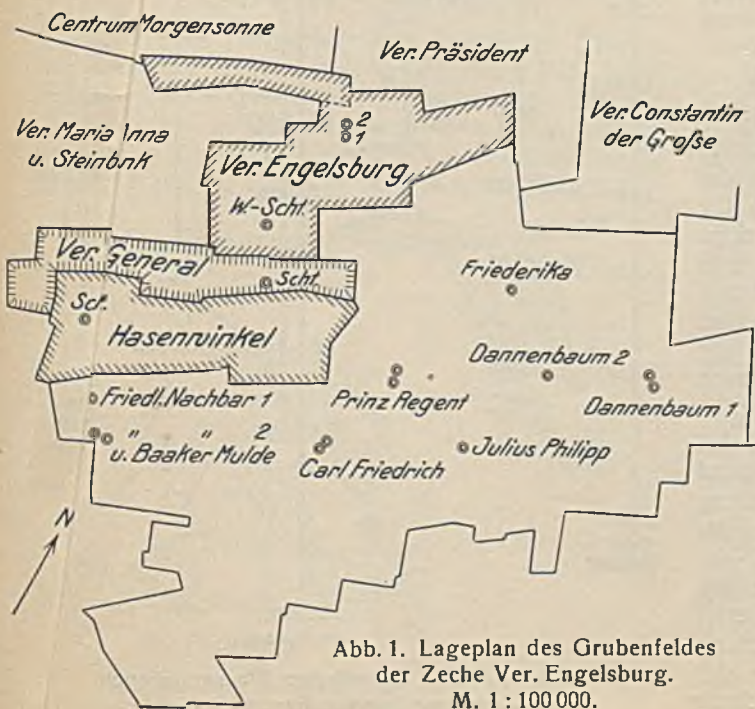 Centrum Morgensonne
Ver. Präsident
Ver. Constantin
der Große
Ver. Maria Anna
u. Steinbnk
2
1
Ver. Engelsburg
W.-Scht.
Ver. General
Scht.
Sch.
Hasenwinkel
Friederika
Dannenbaum 2
Prinz Regent
Dannenbaum 1
Friedl. Nachbar 1
" " 2
u. Baaker Mulde
Carl Friedrich
Julius Philipp
N
Abb. 1. Lageplan des Grubenfeldes
der Zeche Ver. Engelsburg.
M. 1 : 100 000.